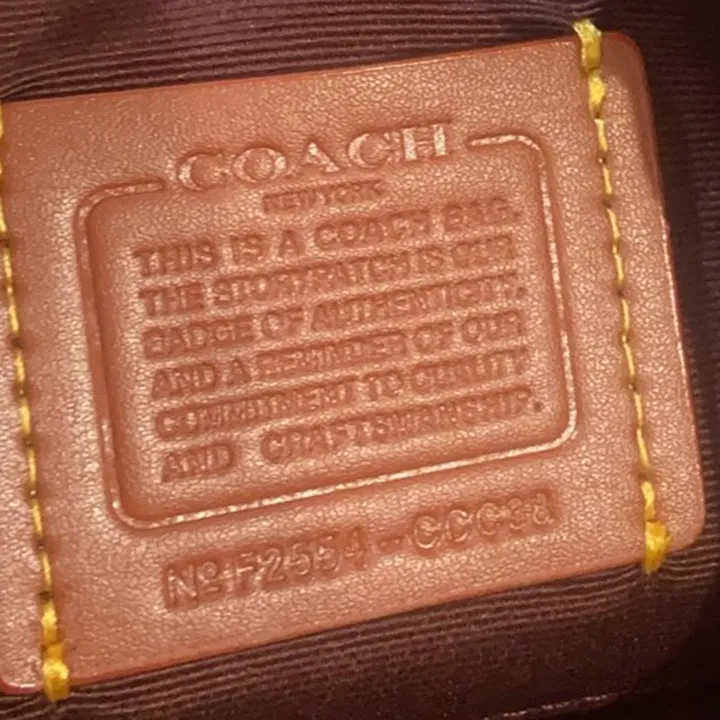 COACH
NEW YORK
THIS IS A COACH BAG.
THE STORYPATCH IS OUR
BADGE OF AUTHENTICITY,
AND A REMINDER OF OUR
COMMITMENT TO QUALITY
AND CRAFTSMANSHIP.
Nº F2554-